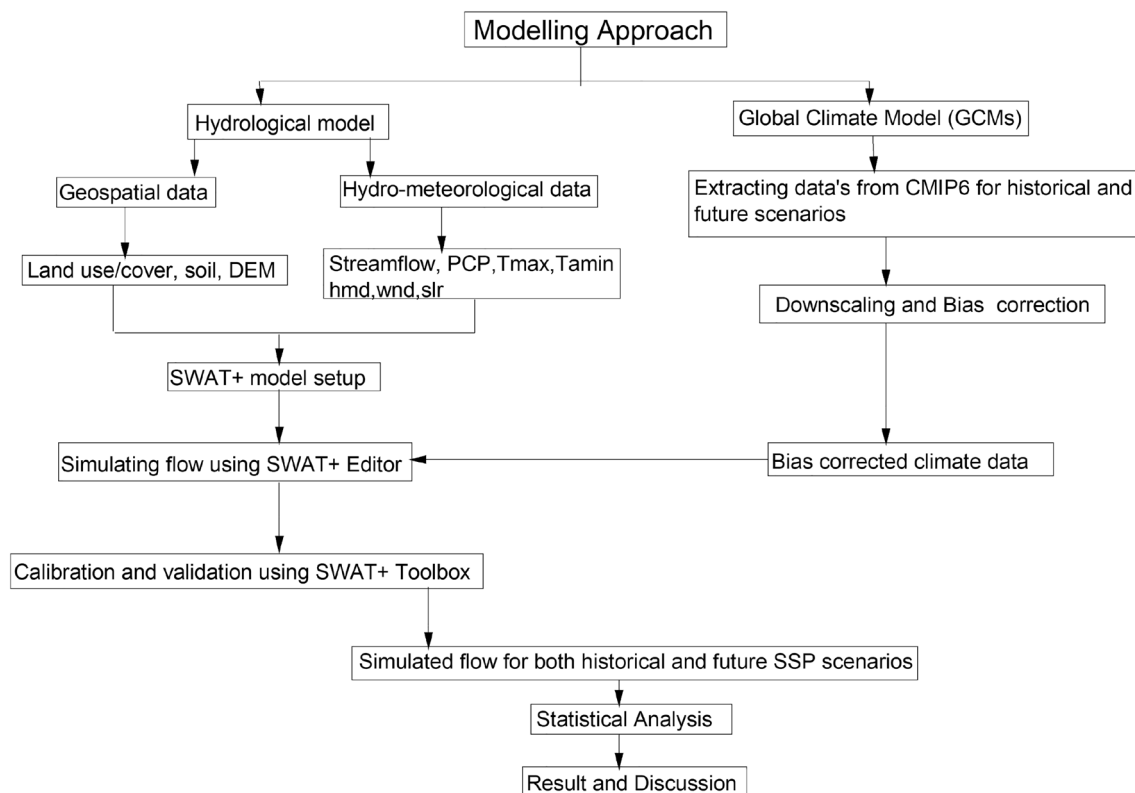 Modelling Approach
Hydrological model
Global Climate Model (GCMs)
Geospatial data
Hydro-meteorological data
Extracting data's from CMIP6 for historical and
future scenarios
Land use/cover, soil, DEM
Streamflow, PCP,Tmax,Tamin
hmd,wnd,slr
Downscaling and Bias correction
SWAT+ model setup
Simulating flow using SWAT+ Editor
Bias corrected climate data
Calibration and validation using SWAT+ Toolbox
Simulated flow for both historical and future SSP scenarios
Statistical Analysis
Result and Discussion